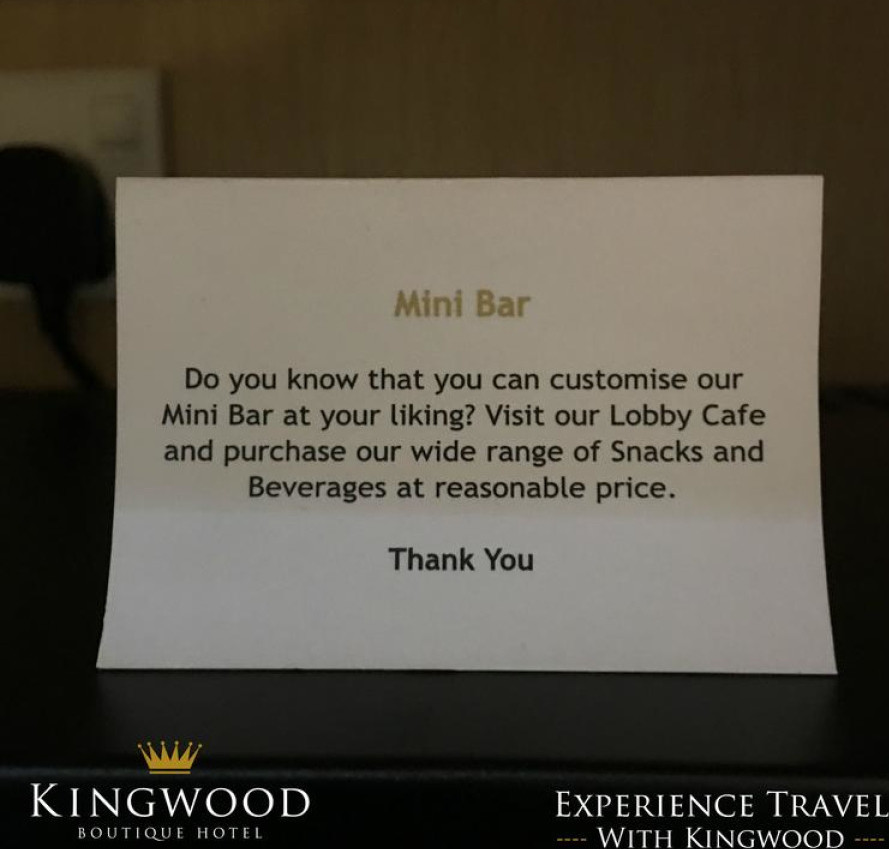 Mini Bar
Do you know that you can customise our
Mini Bar at your liking? Visit our Lobby Cafe
and purchase our wide range of Snacks and
Beverages at reasonable price.
Thank You
KINGWOOD
BOUTIQUE HOTEL
EXPERIENCE TRAVEL
---- WITH KINGWOOD ----